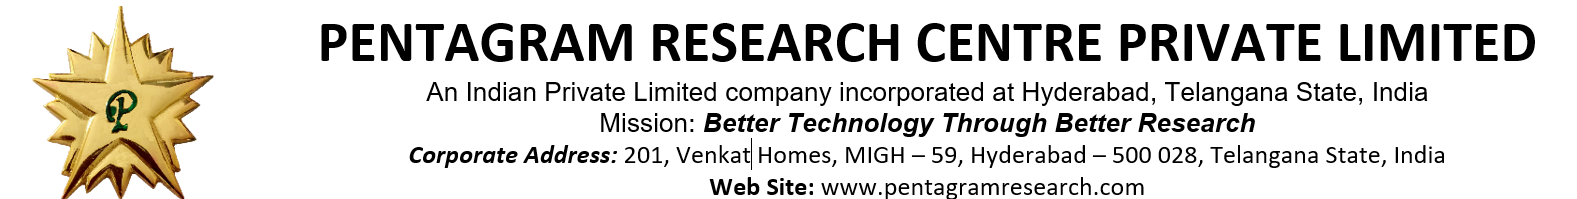 PENTAGRAM RESEARCH CENTRE PRIVATE LIMITED
An Indian Private Limited company incorporated at Hyderabad, Telangana State, India
Mission: Better Technology Through Better Research
Corporate Address: 201, Venkat Homes, MIGH – 59, Hyderabad – 500 028, Telangana State, India
Web Site: www.pentagramresearch.com